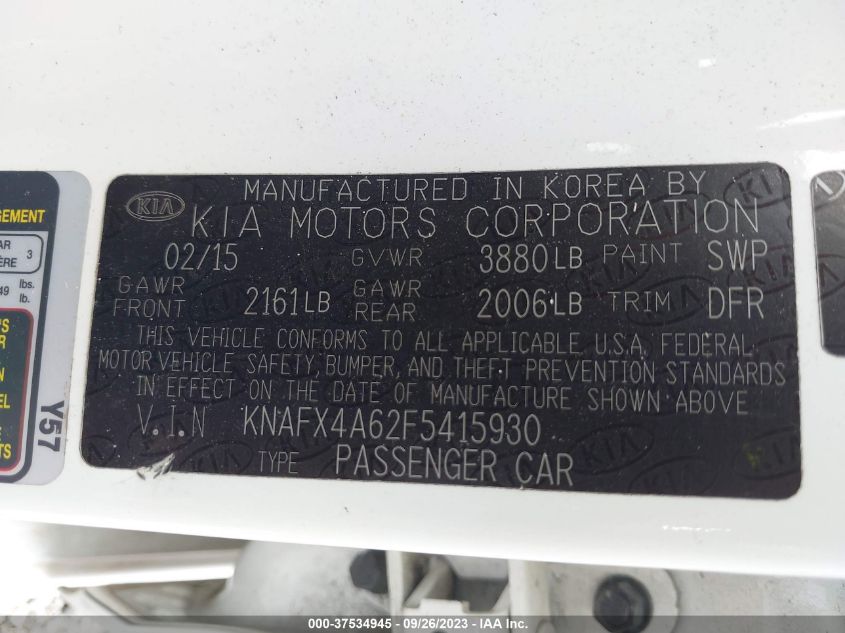 MANUFACTURED IN KOREA BY
KIA KIA MOTORS CORPORATION
02/15 GVWR 3880LB PAINT SWP
GAWR FRONT 2161LB GAWR REAR 2006LB TRIM DFR
THIS VEHICLE CONFORMS TO ALL APPLICABLE U.S.A. FEDERAL
MOTOR VEHICLE SAFETY, BUMPER, AND THEFT PREVENTION STANDARDS
IN EFFECT ON THE DATE OF MANUFACTURE SHOWN ABOVE
V.I.N KNAFX4A62F5415930
TYPE PASSENGER CAR
3
lbs.
lb.
Y57
000-37534945 - 09/26/2023 - © IAA Inc.